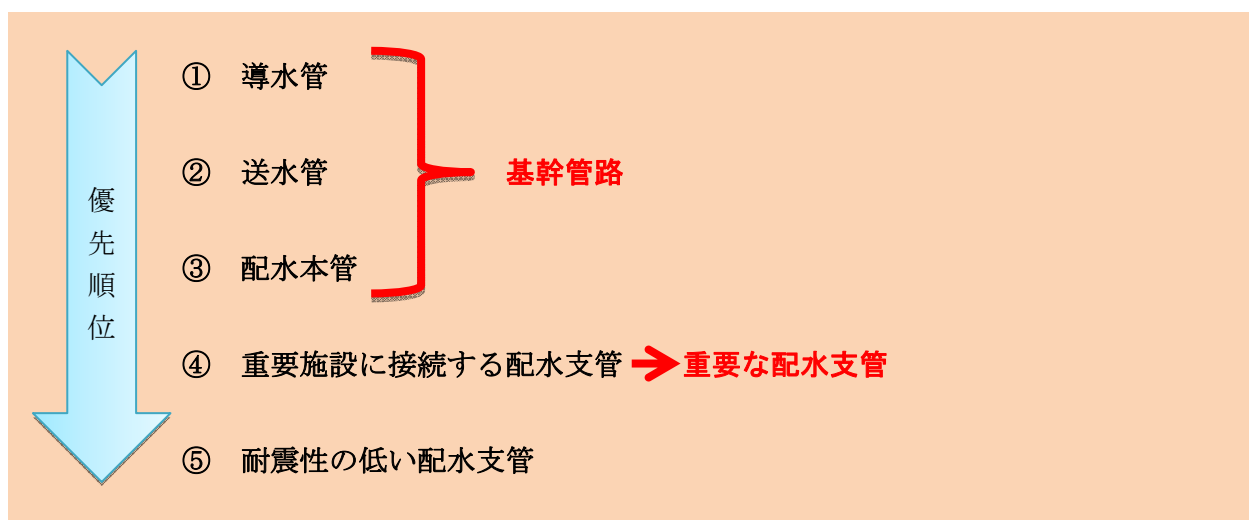 優先順位
① 導水管
② 送水管
基幹管路
③ 配水本管
④ 重要施設に接続する配水支管
重要な配水支管
⑤ 耐震性の低い配水支管